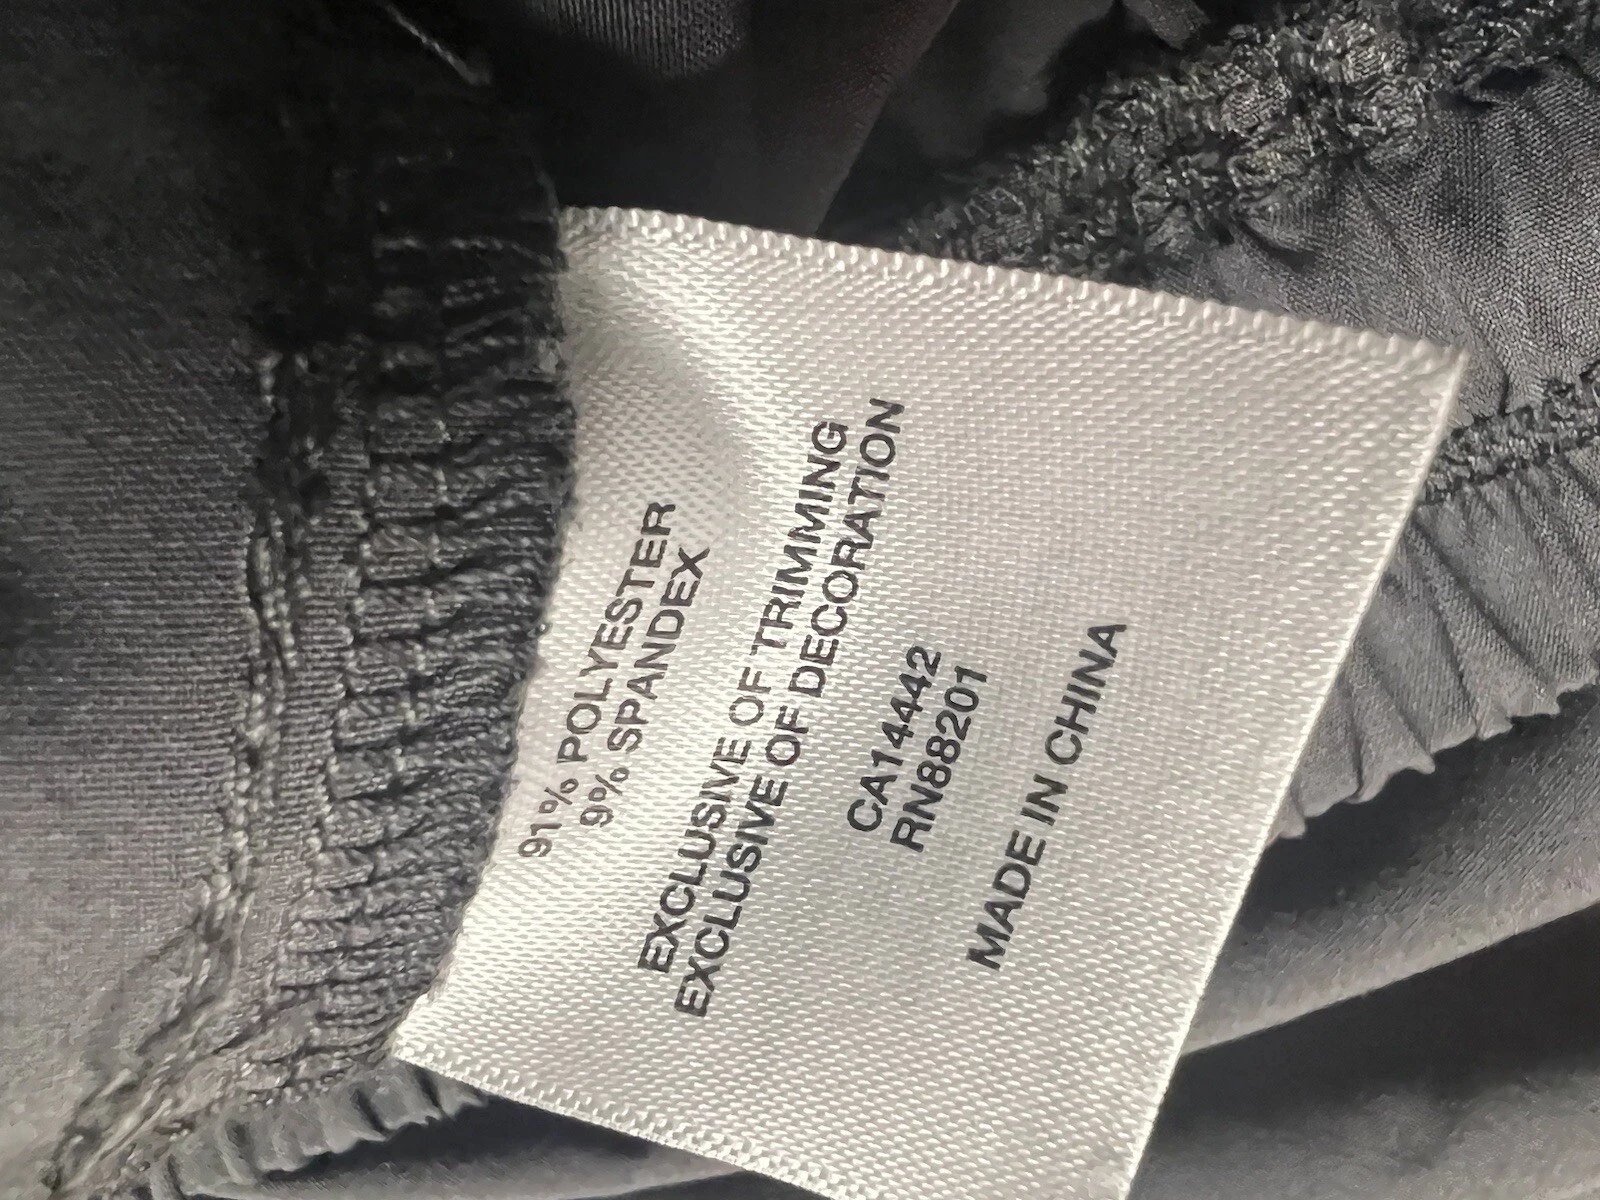 91% POLYESTER
9% SPANDEX
EXCLUSIVE OF TRIMMING
EXCLUSIVE OF DECORATION
CA14442
RN88201
MADE IN CHINA